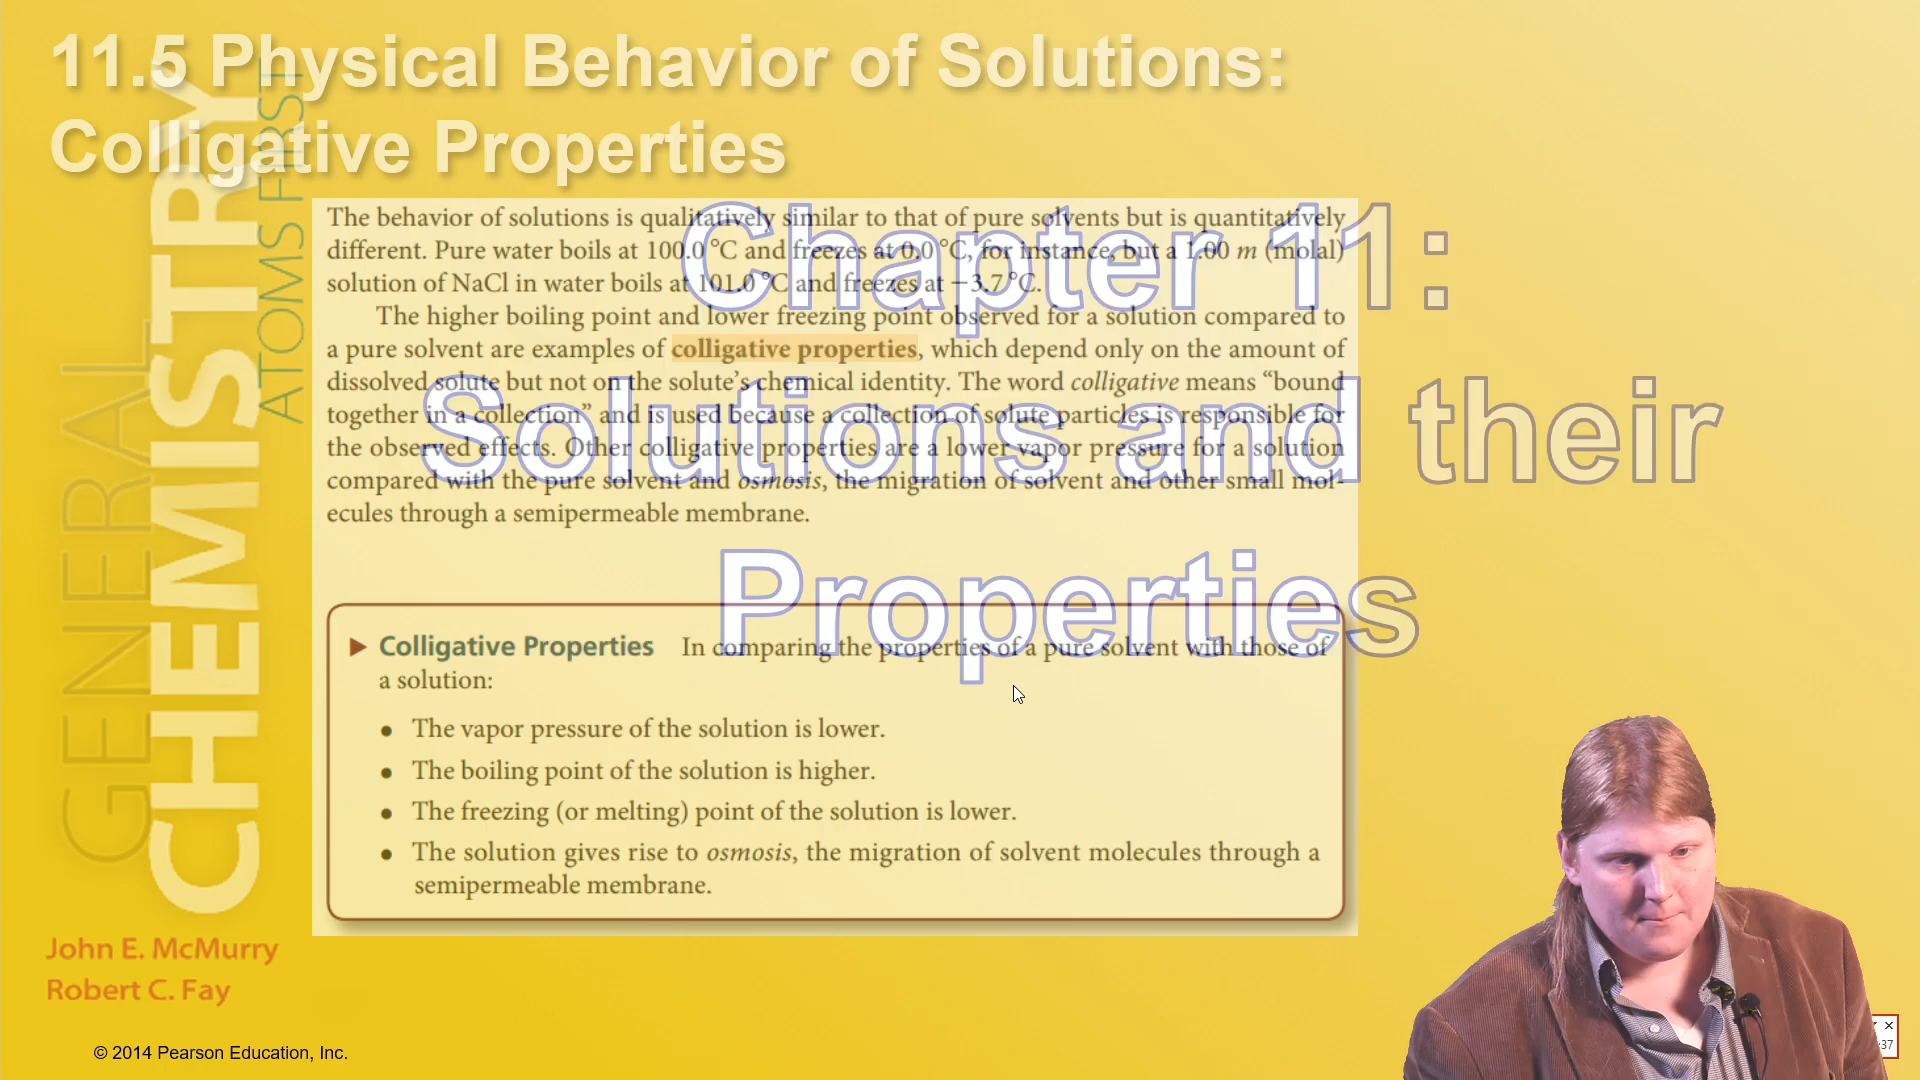 11.5 Physical Behavior of Solutions:
Colligative Properties
GENERAL
CHEMISTRY
ATOMS FIRST
Chapter 11:
Solutions and their
Properties
The behavior of solutions is qualitatively similar to that of pure solvents but is quantitatively
different. Pure water boils at 100.0 °C and freezes at 0.0 °C, for instance, but a 1.00 m (molal)
solution of NaCl in water boils at 101.0 °C and freezes at −3.7 °C.
The higher boiling point and lower freezing point observed for a solution compared to
a pure solvent are examples of colligative properties, which depend only on the amount of
dissolved solute but not on the solute's chemical identity. The word colligative means “bound
together in a collection” and is used because a collection of solute particles is responsible for
the observed effects. Other colligative properties are a lower vapor pressure for a solution
compared with the pure solvent and osmosis, the migration of solvent and other small mol-
ecules through a semipermeable membrane.
▶ Colligative Properties In comparing the properties of a pure solvent with those of
a solution:
• The vapor pressure of the solution is lower.
• The boiling point of the solution is higher.
• The freezing (or melting) point of the solution is lower.
• The solution gives rise to osmosis, the migration of solvent molecules through a
semipermeable membrane.
John E. McMurry
Robert C. Fay
© 2014 Pearson Education, Inc.
:37